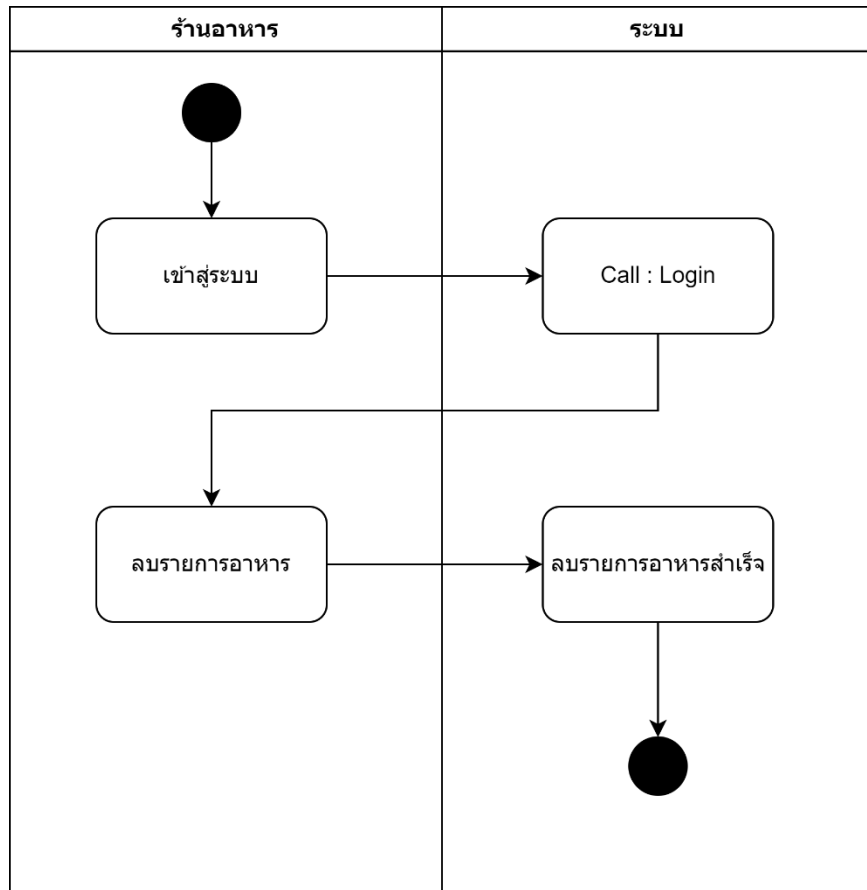 ร้านอาหาร
ระบบ
เข้าสู่ระบบ
Call : Login
ลบรายการอาหาร
ลบรายการอาหารสำเร็จ